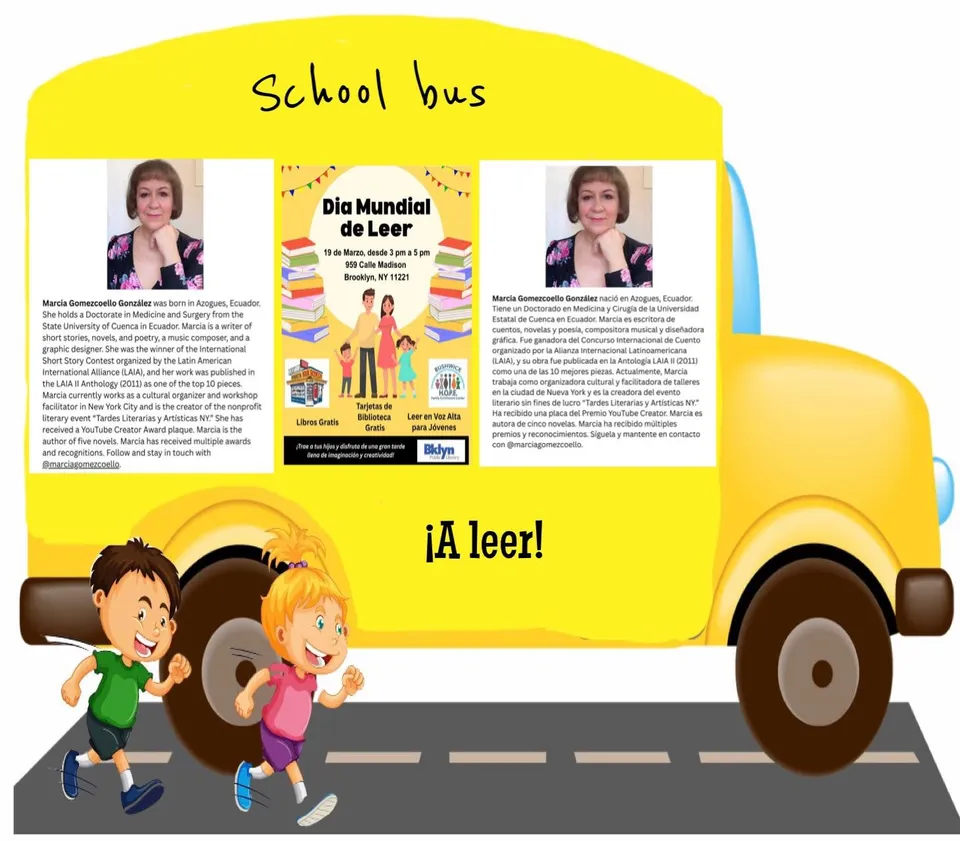 School bus
Marcia Gomezcoello González was born in Azogues, Ecuador.
She holds a Doctorate in Medicine and Surgery from the
State University of Cuenca in Ecuador. Marcia is a writer of
short stories, novels, and poetry, a music composer, and a
graphic designer. She was the winner of the International
Short Story Contest organized by the Latin American
International Alliance (LAIA), and her work was published in
the LAIA II Anthology (2011) as one of the top 10 pieces.
Marcia currently works as a cultural organizer and workshop
facilitator in New York City and is the creator of the nonprofit
literary event "Tardes Literarias y Artísticas NY." She has
received a YouTube Creator Award plaque. Marcia is the
author of five novels. Marcia has received multiple awards
and recognitions. Follow and stay in touch with
@marciagomezcoello.
Dia Mundial
de Leer
19 de Marzo, desde 3 pm a 5 pm
959 Calle Madison
Brooklyn, NY 11221
BUSHWICK
H.O.P.E.
Libros Gratis
Tarjetas de
Biblioteca
Gratis
Leer en Voz Alta
para Jóvenes
¡Trae a tus hijos y disfruta de una gran tarde
llena de imaginación y creatividad!
Bklyn
Public Library
Marcia Gomezcoello González nació en Azogues, Ecuador.
Tiene un Doctorado en Medicina y Cirugía de la Universidad
Estatal de Cuenca en Ecuador. Marcia es escritora de
cuentos, novelas y poesía, compositora musical y diseñadora
gráfica. Fue ganadora del Concurso Internacional de Cuento
organizado por la Alianza Internacional Latinoamericana
(LAIA), y su obra fue publicada en la Antología LAIA II (2011)
como una de las 10 mejores piezas. Actualmente, Marcia
trabaja como organizadora cultural y facilitadora de talleres
en la ciudad de Nueva York y es la creadora del evento
literario sin fines de lucro "Tardes Literarias y Artísticas NY."
Ha recibido una placa del Premio YouTube Creator. Marcia es
autora de cinco novelas. Marcia ha recibido múltiples
premios y reconocimientos. Síguela y mantente en contacto
con @marciagomezcoello.
¡A leer!